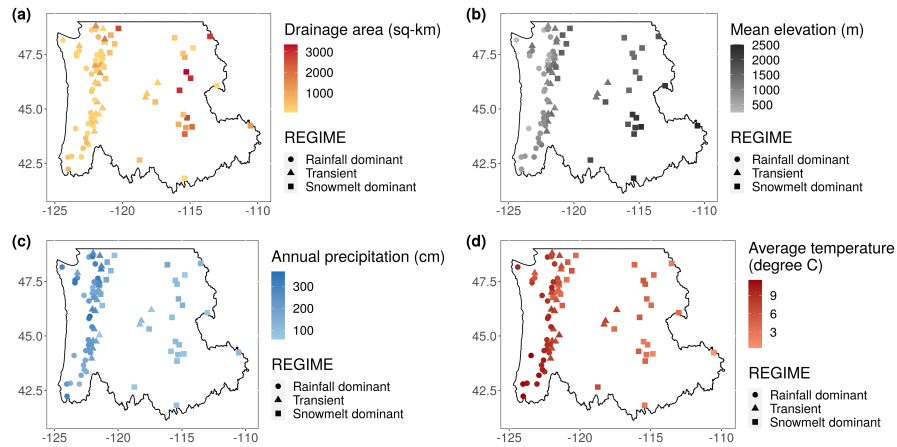 (a)
Drainage area (sq-km)
3000
2000
1000
REGIME
Rainfall dominant
Transient
Snowmelt dominant
47.5
45.0
42.5
-125
-120
-115
-110
(b)
Mean elevation (m)
2500
2000
1500
1000
500
REGIME
Rainfall dominant
Transient
Snowmelt dominant
47.5
45.0
42.5
-125
-120
-115
-110
(c)
Annual precipitation (cm)
300
200
100
REGIME
Rainfall dominant
Transient
Snowmelt dominant
47.5
45.0
42.5
-125
-120
-115
-110
(d)
Average temperature
(degree C)
9
6
3
REGIME
Rainfall dominant
Transient
Snowmelt dominant
47.5
45.0
42.5
-125
-120
-115
-110